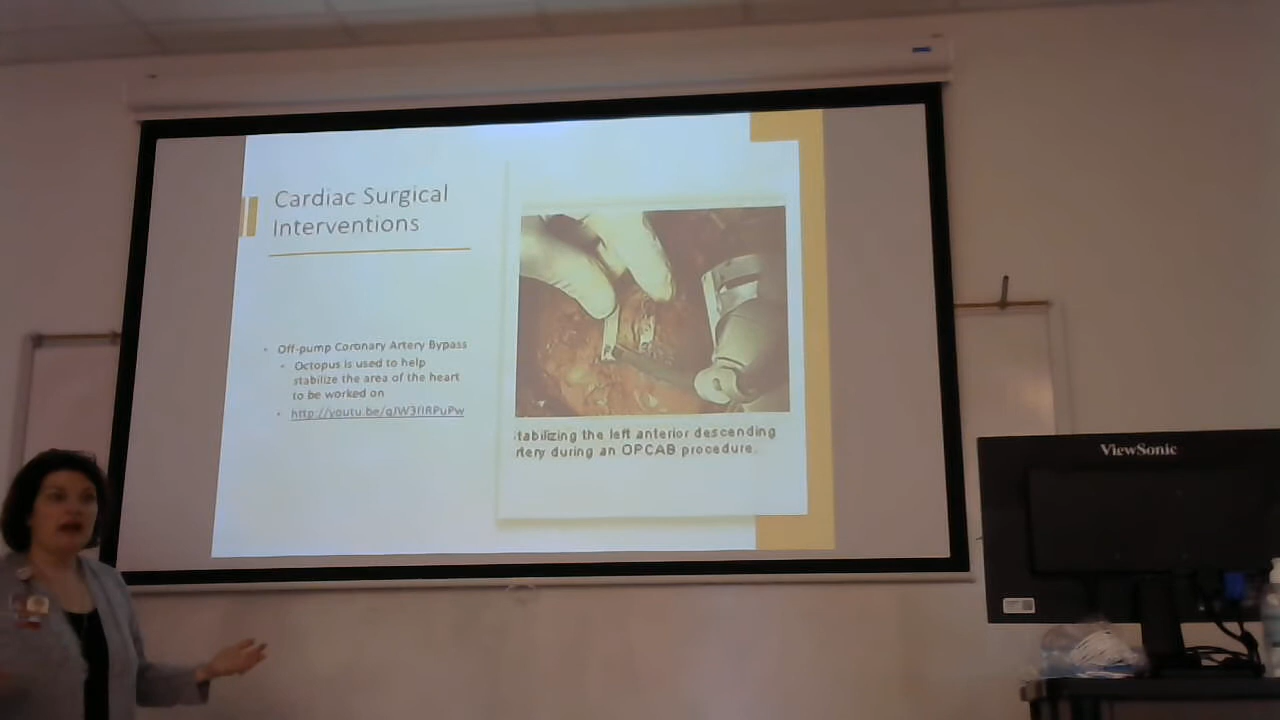 Cardiac Surgical
Interventions
Off-pump Coronary Artery Bypass
Octopus is used to help
stabilize the area of the heart
to be worked on
tabilizing the left anterior descending
rtery during an OPCAB procedure.
ViewSonic